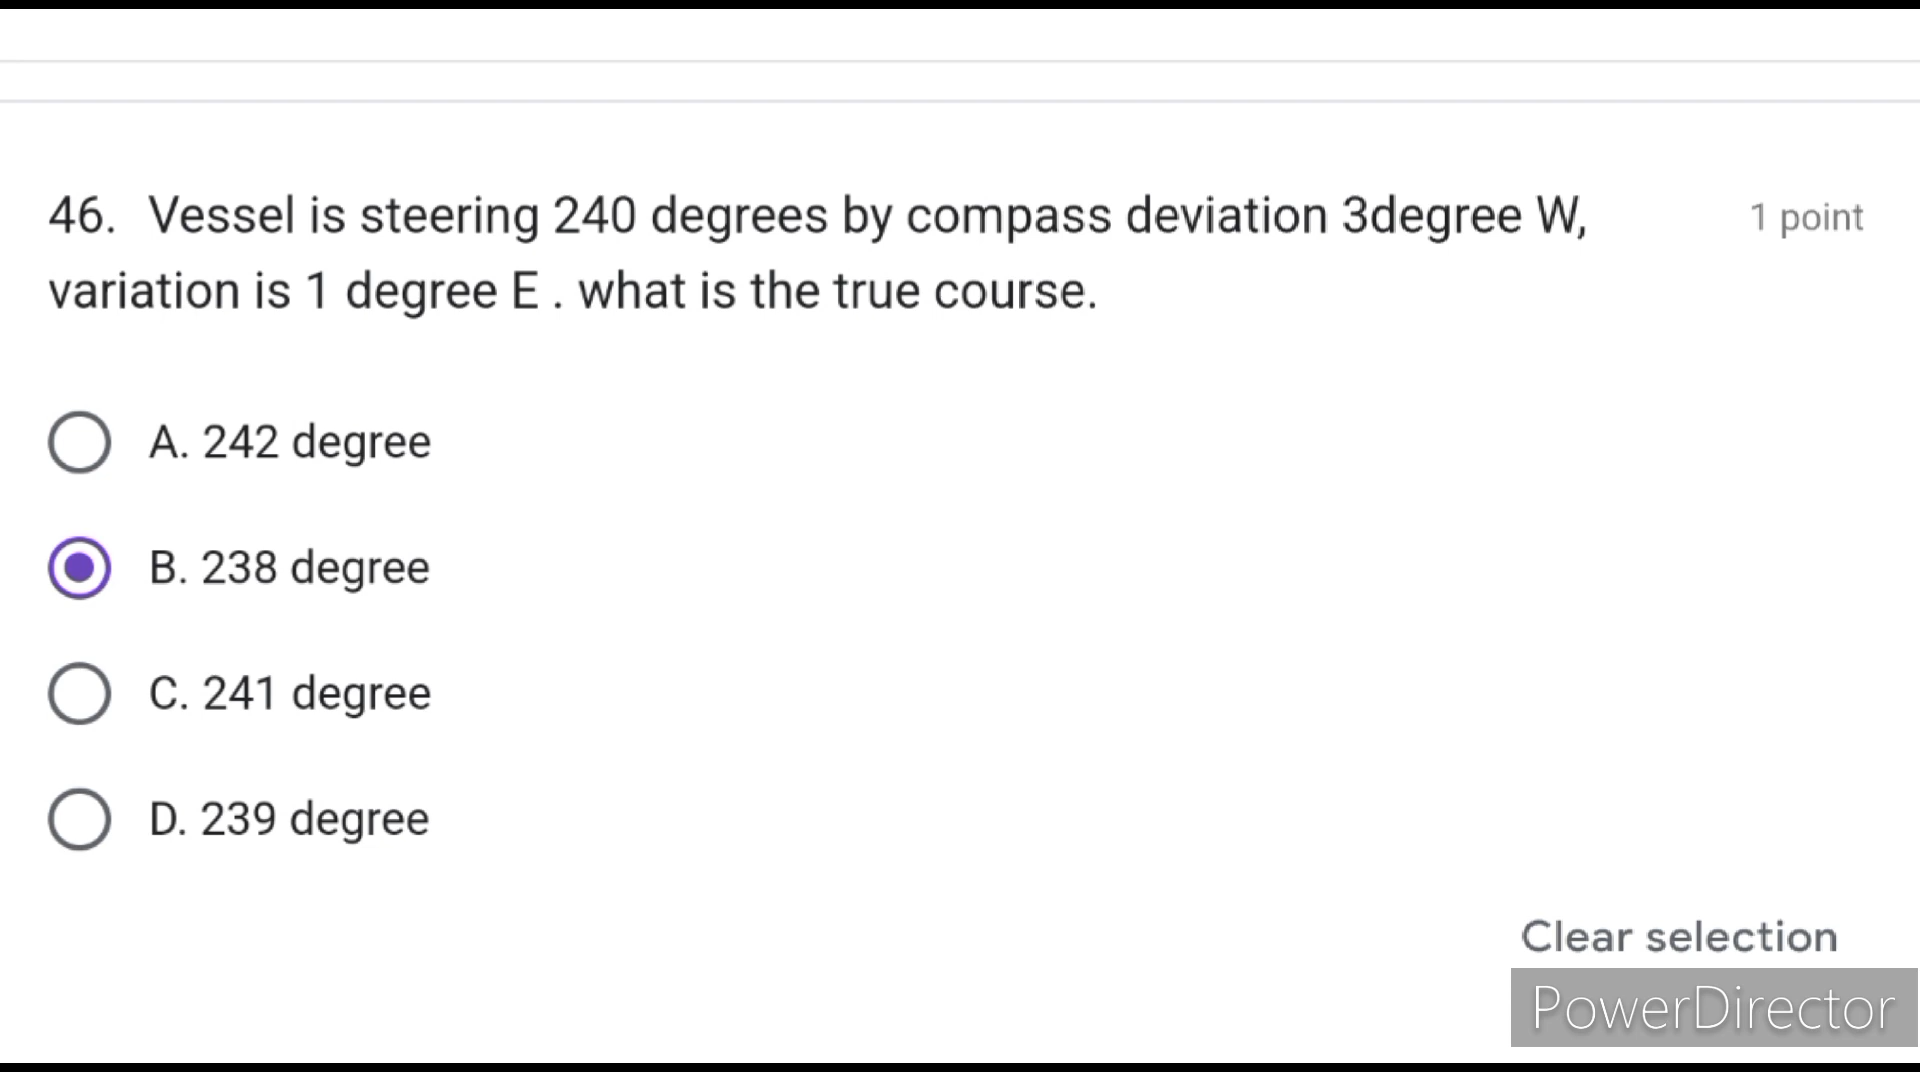 46. Vessel is steering 240 degrees by compass deviation 3degree W,
1 point
variation is 1 degree E . what is the true course.
A. 242 degree
B. 238 degree
C. 241 degree
D. 239 degree
Clear selection
PowerDirector